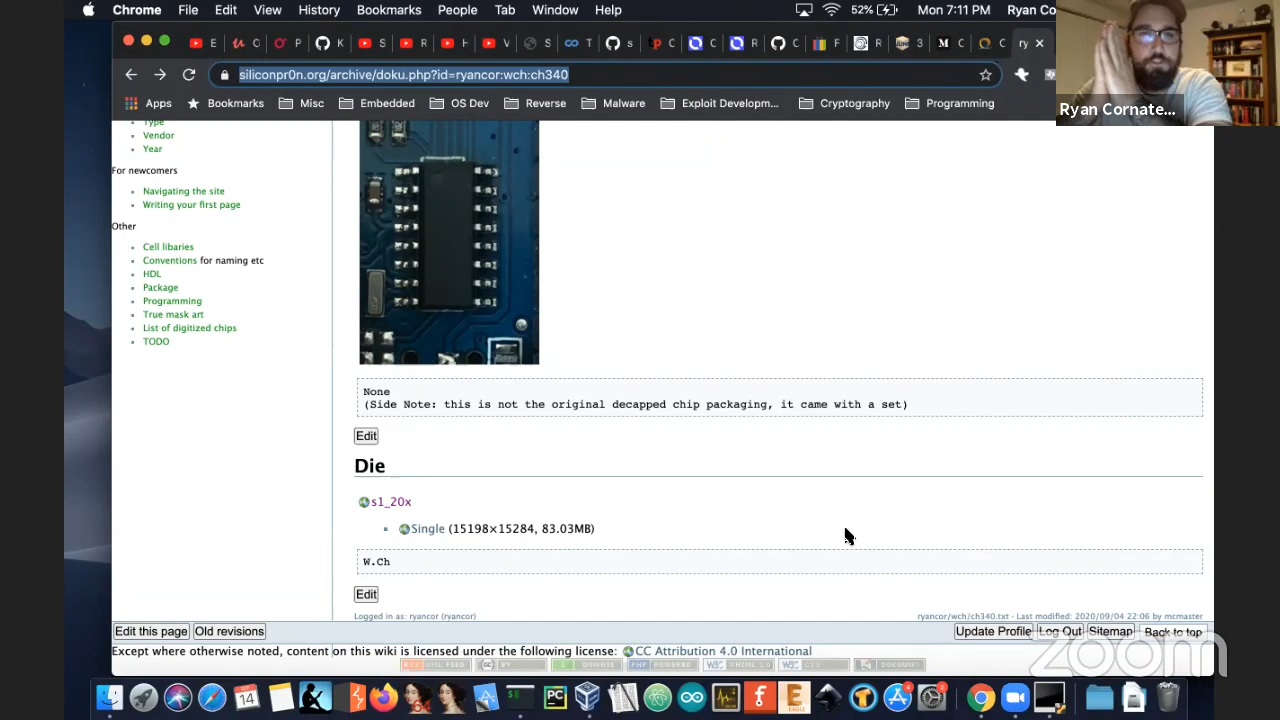 Chrome File Edit View History Bookmarks People Tab Window Help 52% Mon 7:11 PM Ryan Co
siliconpr0n.org/archive/doku.php?id=ryancor:wch:ch340
Apps Bookmarks Misc Embedded OS Dev Reverse Malware Exploit Developm... Cryptography Programming
Ryan Cornate...
Type
Vendor
Year
For newcomers
Navigating the site
Writing your first page
Other
Cell libaries
Conventions for naming etc
HDL
Package
Programming
True mask art
List of digitized chips
TODO
None
(Side Note: this is not the original decapped chip packaging, it came with a set)
Edit
Die
s1_20x
Single (15198×15284, 83.03MB)
W.Ch
Edit
Logged in as: ryancor (ryancor) ryancor/wch/ch340.txt · Last modified: 2020/09/04 22:06 by mcmaster
Edit this page Old revisions Update Profile Log Out Sitemap Back to top
Except where otherwise noted, content on this wiki is licensed under the following license: CC Attribution 4.0 International
zoom